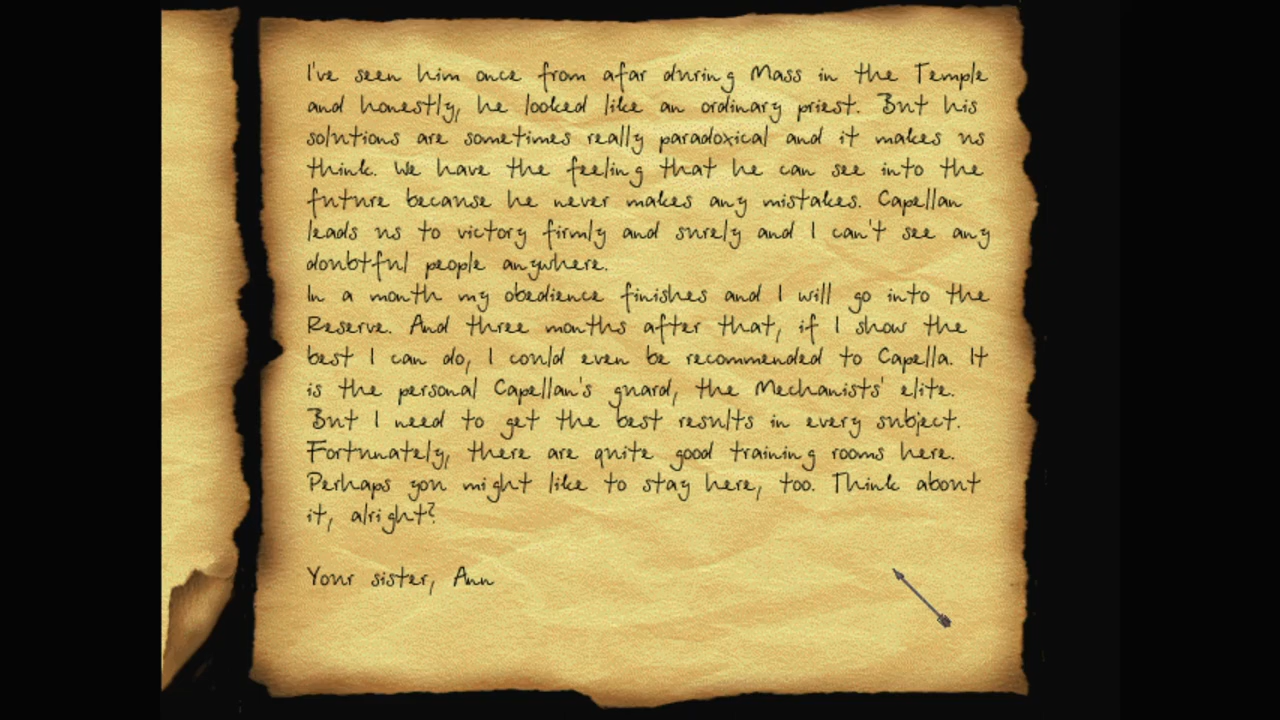 I've seen him once from afar during Mass in the Temple
and honestly, he looked like an ordinary priest. But his
solutions are sometimes really paradoxical and it makes us
think. We have the feeling that he can see into the
future because he never makes any mistakes. Capellan
leads us to victory firmly and surely and I can't see any
doubtful people anywhere.
In a month my obedience finishes and I will go into the
Reserve. And three months after that, if I show the
best I can do, I could even be recommended to Capella. It
is the personal Capellan's guard, the Mechanists' elite.
But I need to get the best results in every subject.
Fortunately, there are quite good training rooms here.
Perhaps you might like to stay here, too. Think about
it, alright?
Your sister, Ann